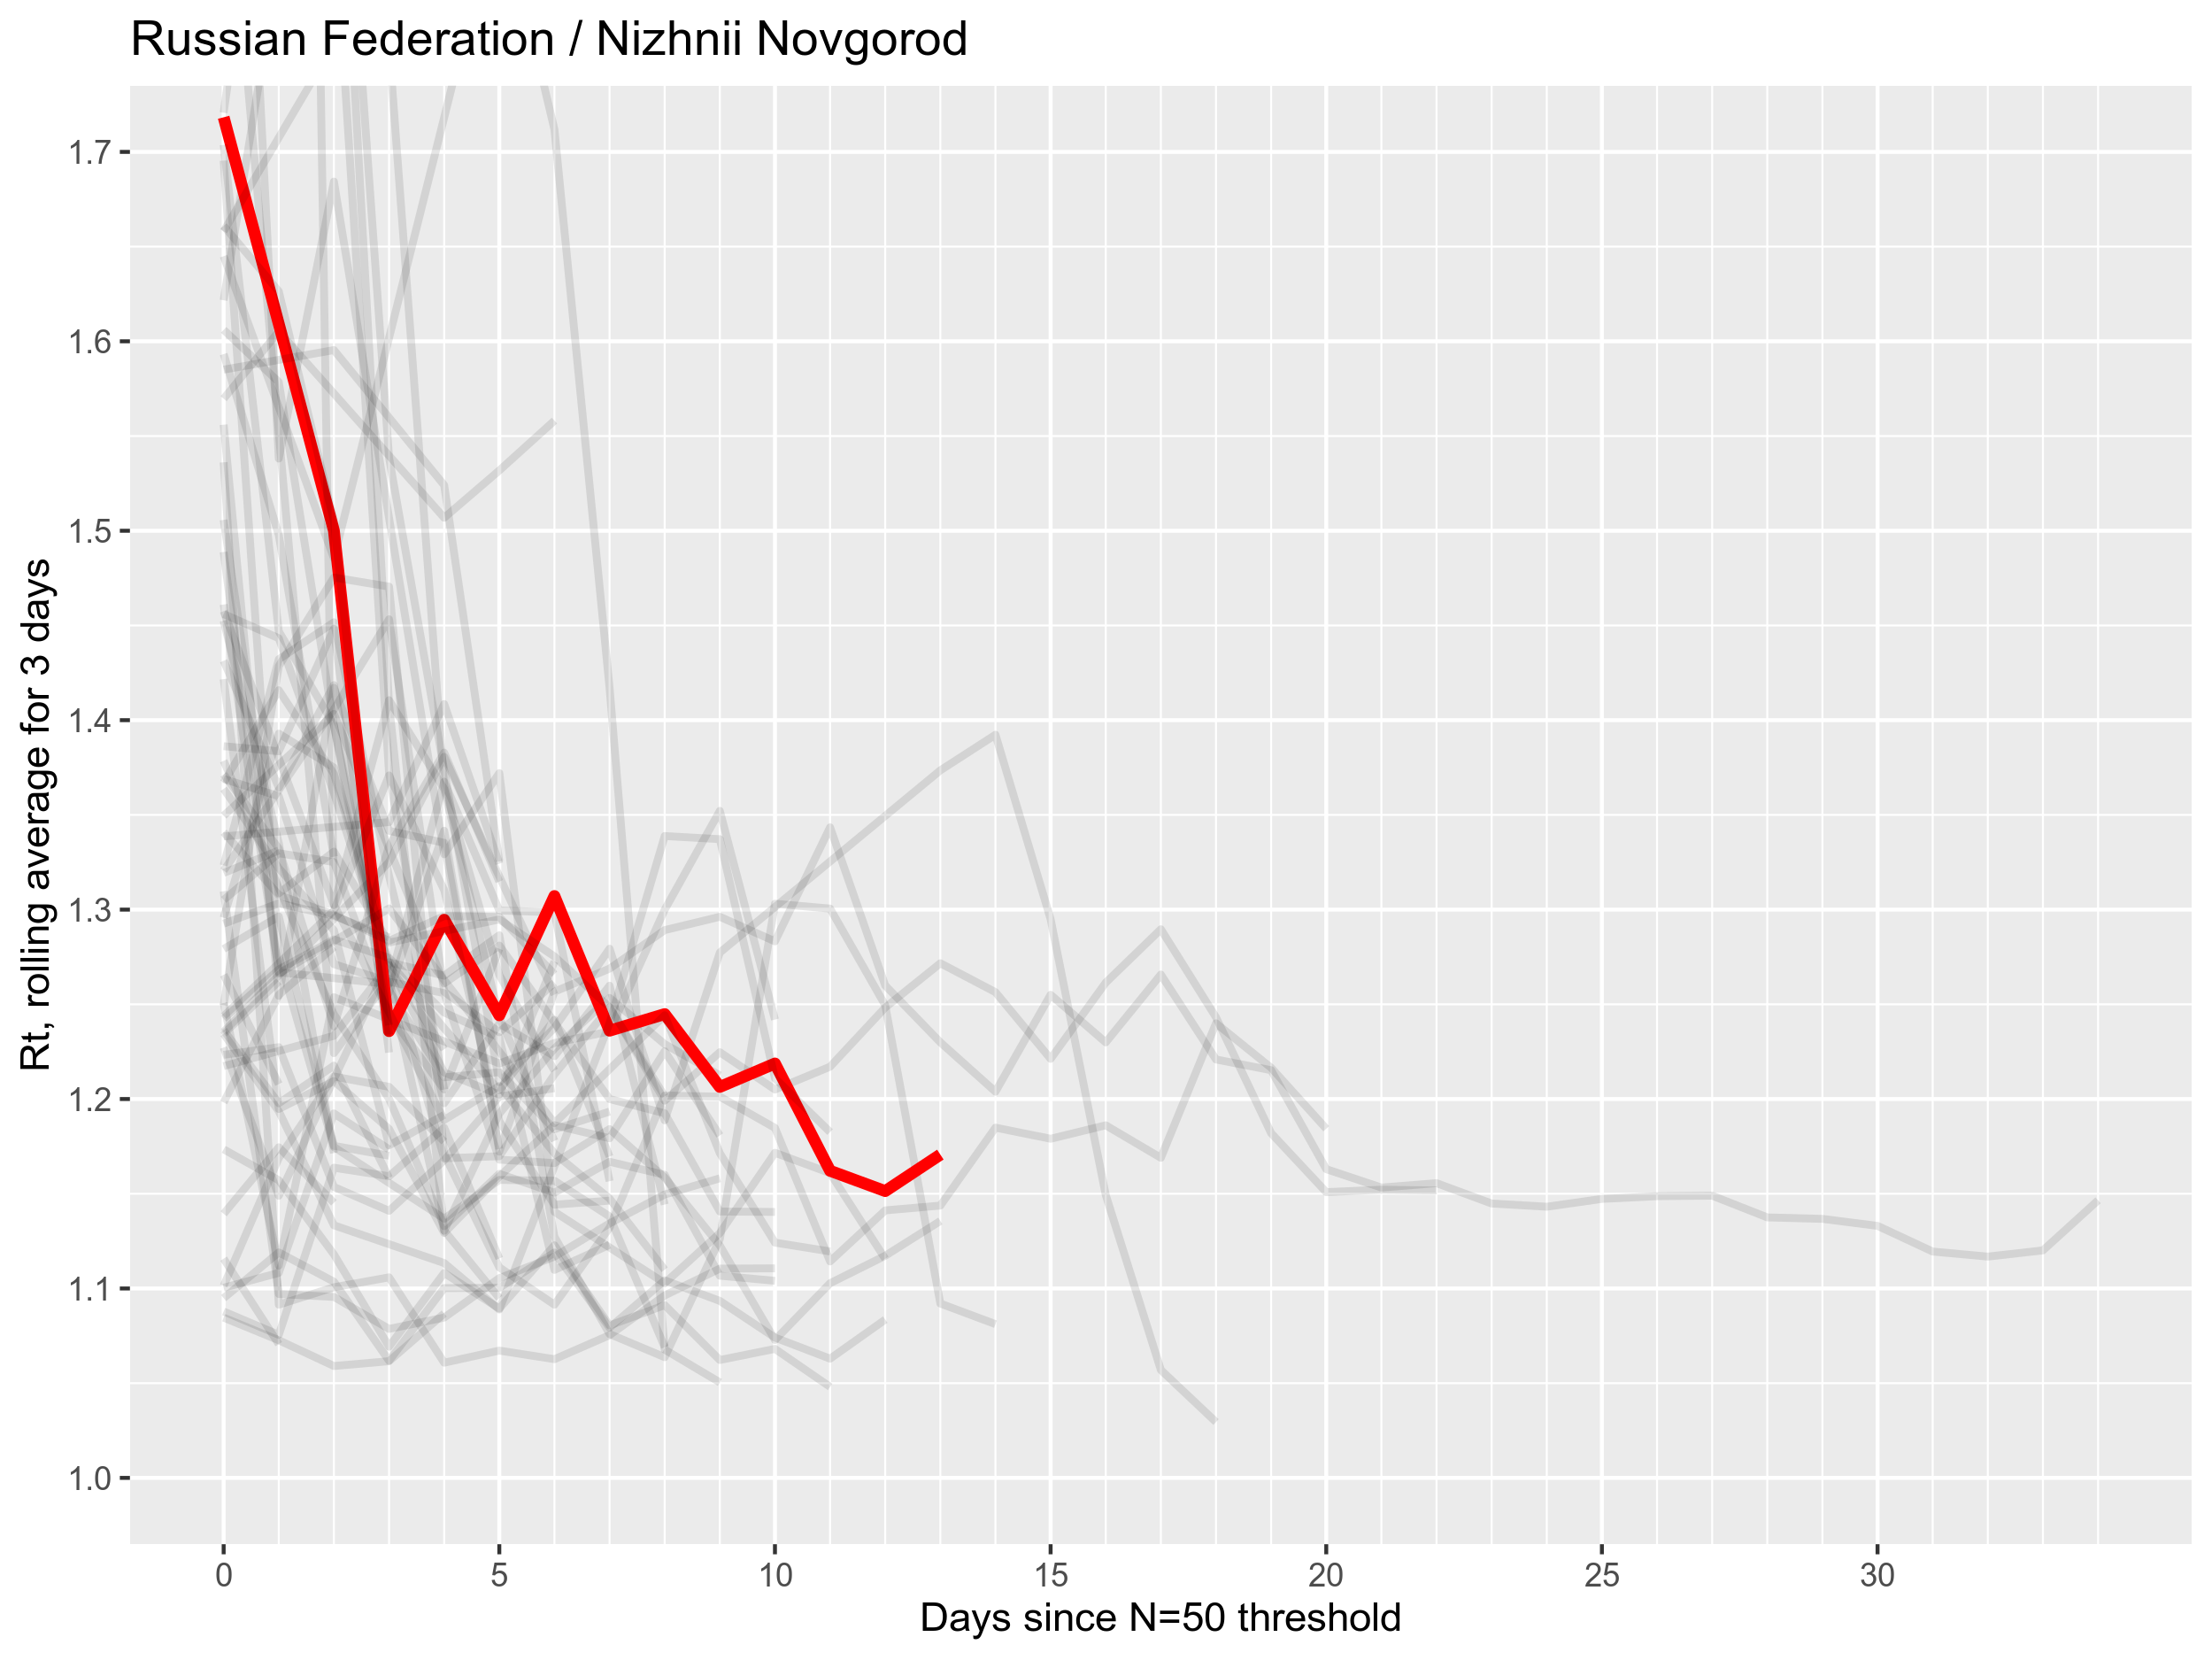 Russian Federation / Nizhnii Novgorod
Rt, rolling average for 3 days
1.7
1.6
1.5
1.4
1.3
1.2
1.1
1.0
0 5 10 15 20 25 30
Days since N=50 threshold